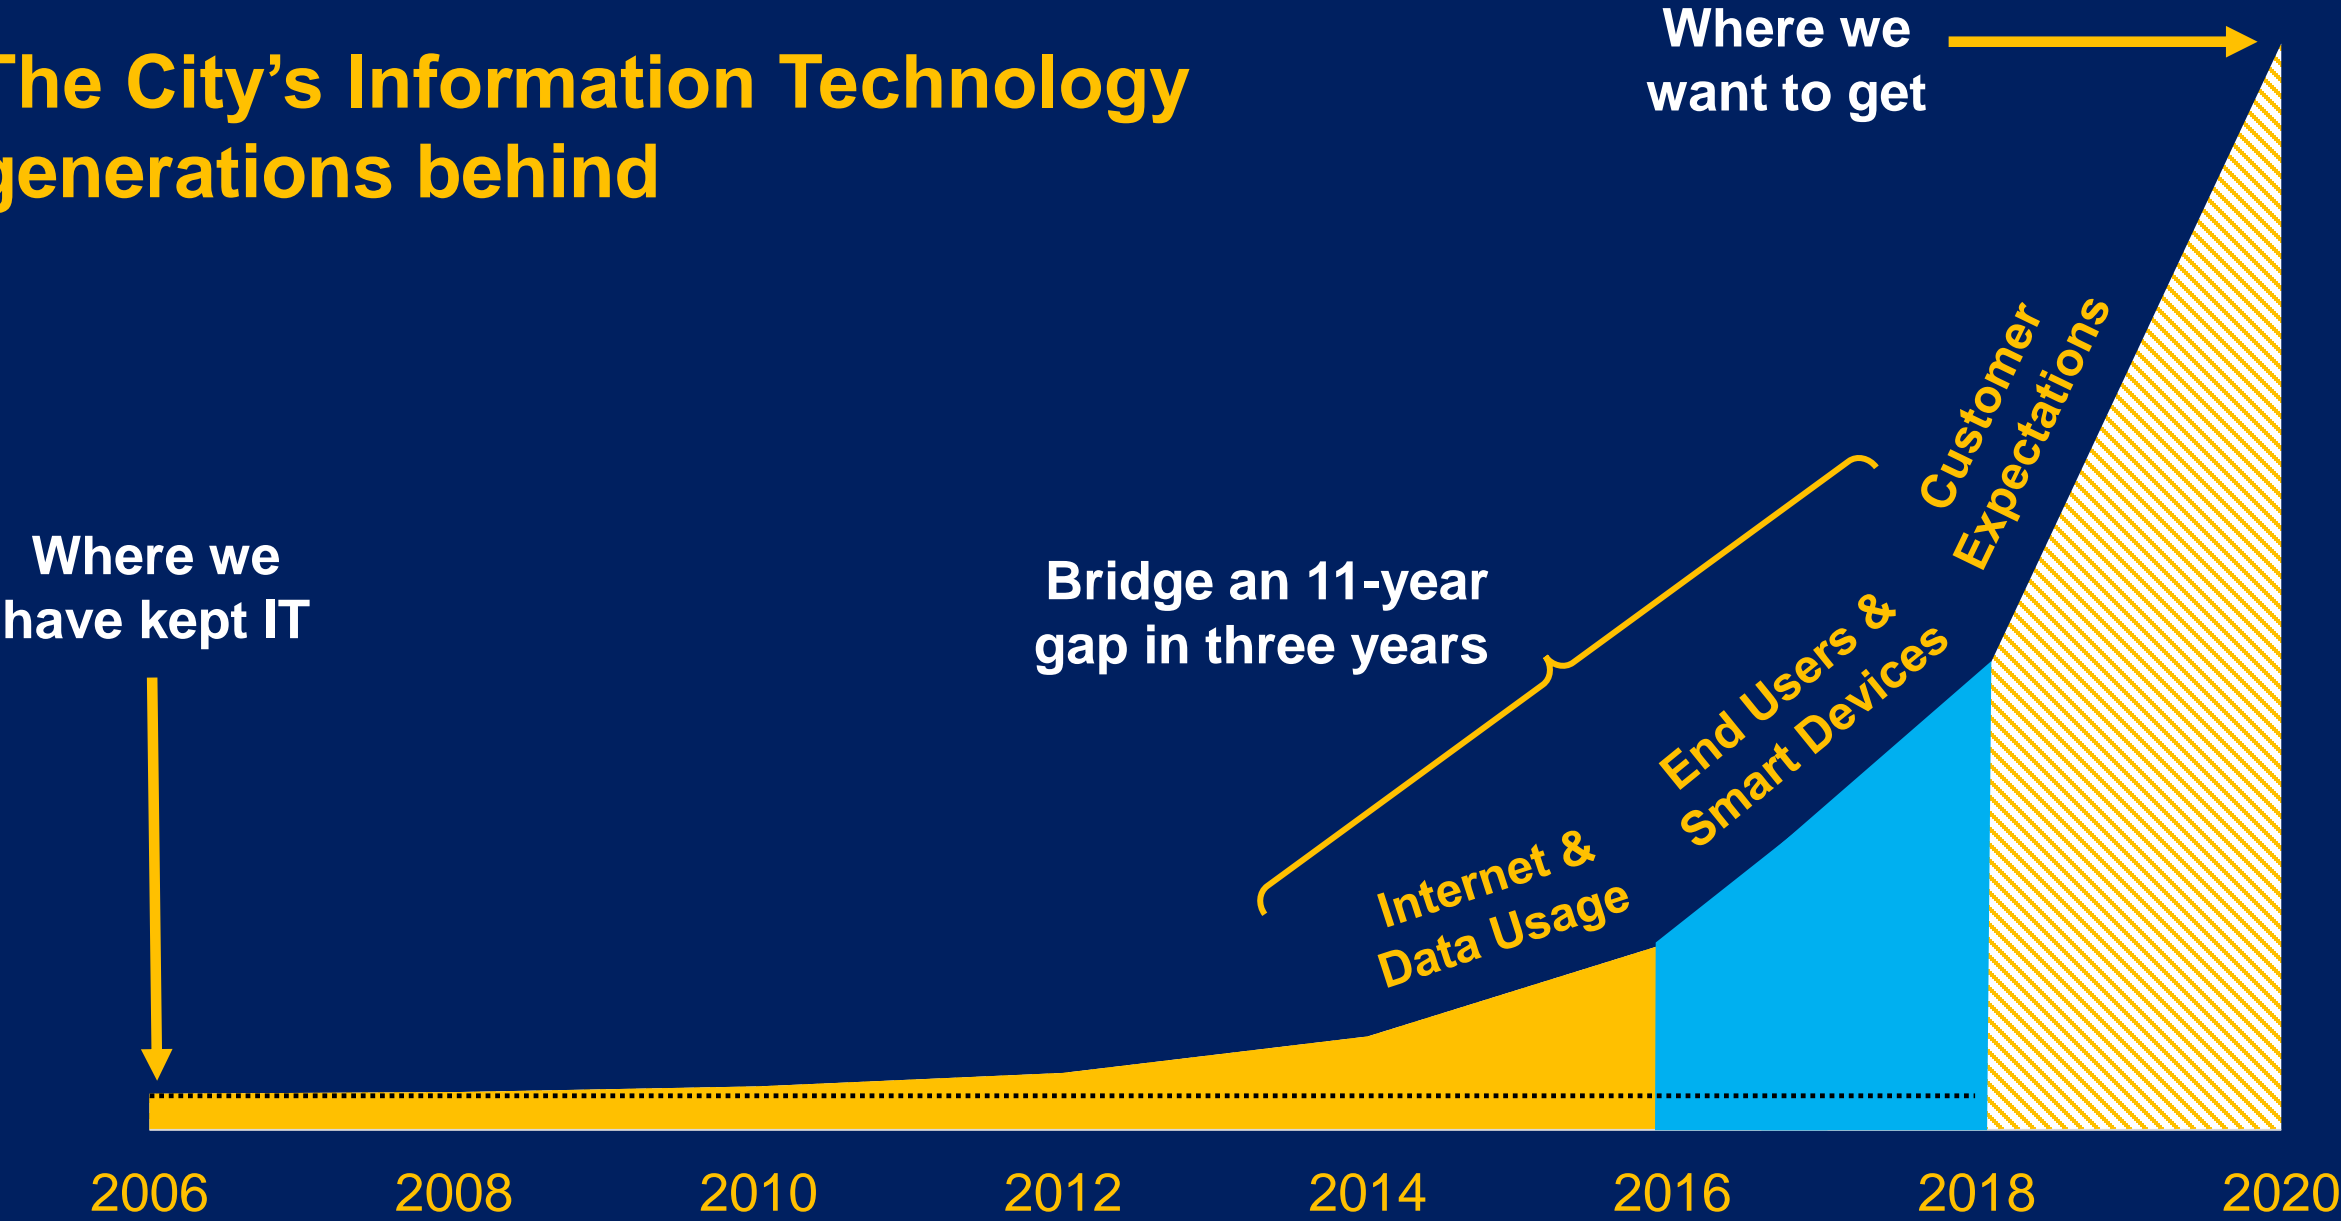 The City’s Information Technology
generations behind
Where we
want to get
Where we
have kept IT
Bridge an 11-year
gap in three years
Customer
Expectations
End Users &
Smart Devices
Internet &
Data Usage
2006 2008 2010 2012 2014 2016 2018 2020